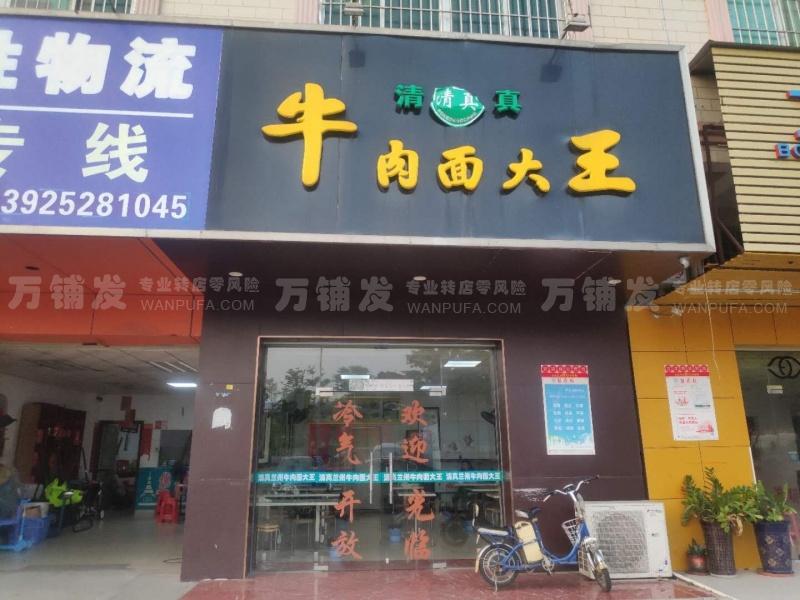 胜物流
专线
13925281045
清 清真 真
牛肉面大王
万铺发 专业转店零风险 WANPUFA.COM
万铺发 专业转店零风险 WANPUFA.COM
万铺发 专业转店零风险 WANPUFA.COM
冷气开放
欢迎光临
清真兰州牛肉面大王 清真兰州牛肉面大王 清真兰州牛肉面大王